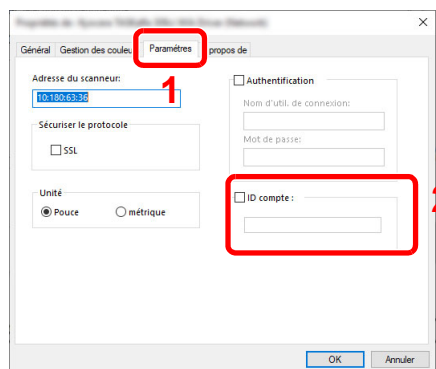 Général Gestion des couleu Paramètres propos de
1
Adresse du scanneur:
10:180:63:36
Sécuriser le protocole
SSL
Unité
Pouce métrique
Authentification
Nom d'util. de connexion:
Mot de passe:
ID compte :
2
OK Annuler